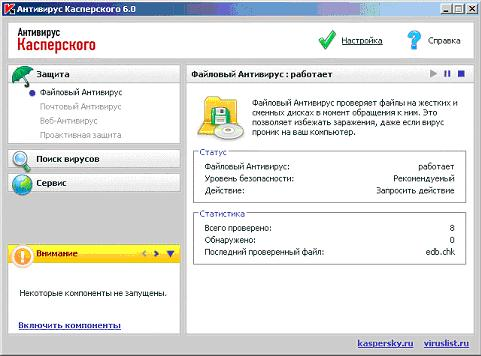 Антивирус Касперского 6.0
Антивирус
Касперского
Настройка
Справка
Защита
Файловый Антивирус
Почтовый Антивирус
Веб-Антивирус
Проактивная защита
Поиск вирусов
Сервис
Внимание
Некоторые компоненты не запущены.
Включить компоненты
Файловый Антивирус : работает
Файловый Антивирус проверяет файлы на жестких и
сменных дисках в момент обращения к ним. Это
позволяет избежать заражения, даже если вирус
проник на ваш компьютер.
Статус
Файловый Антивирус: работает
Уровень безопасности: Рекомендуемый
Действие: Запросить действие
Статистика
Всего проверено: 8
Обнаружено: 0
Последний проверенный файл: edb.chk
kaspersky.ru viruslist.ru